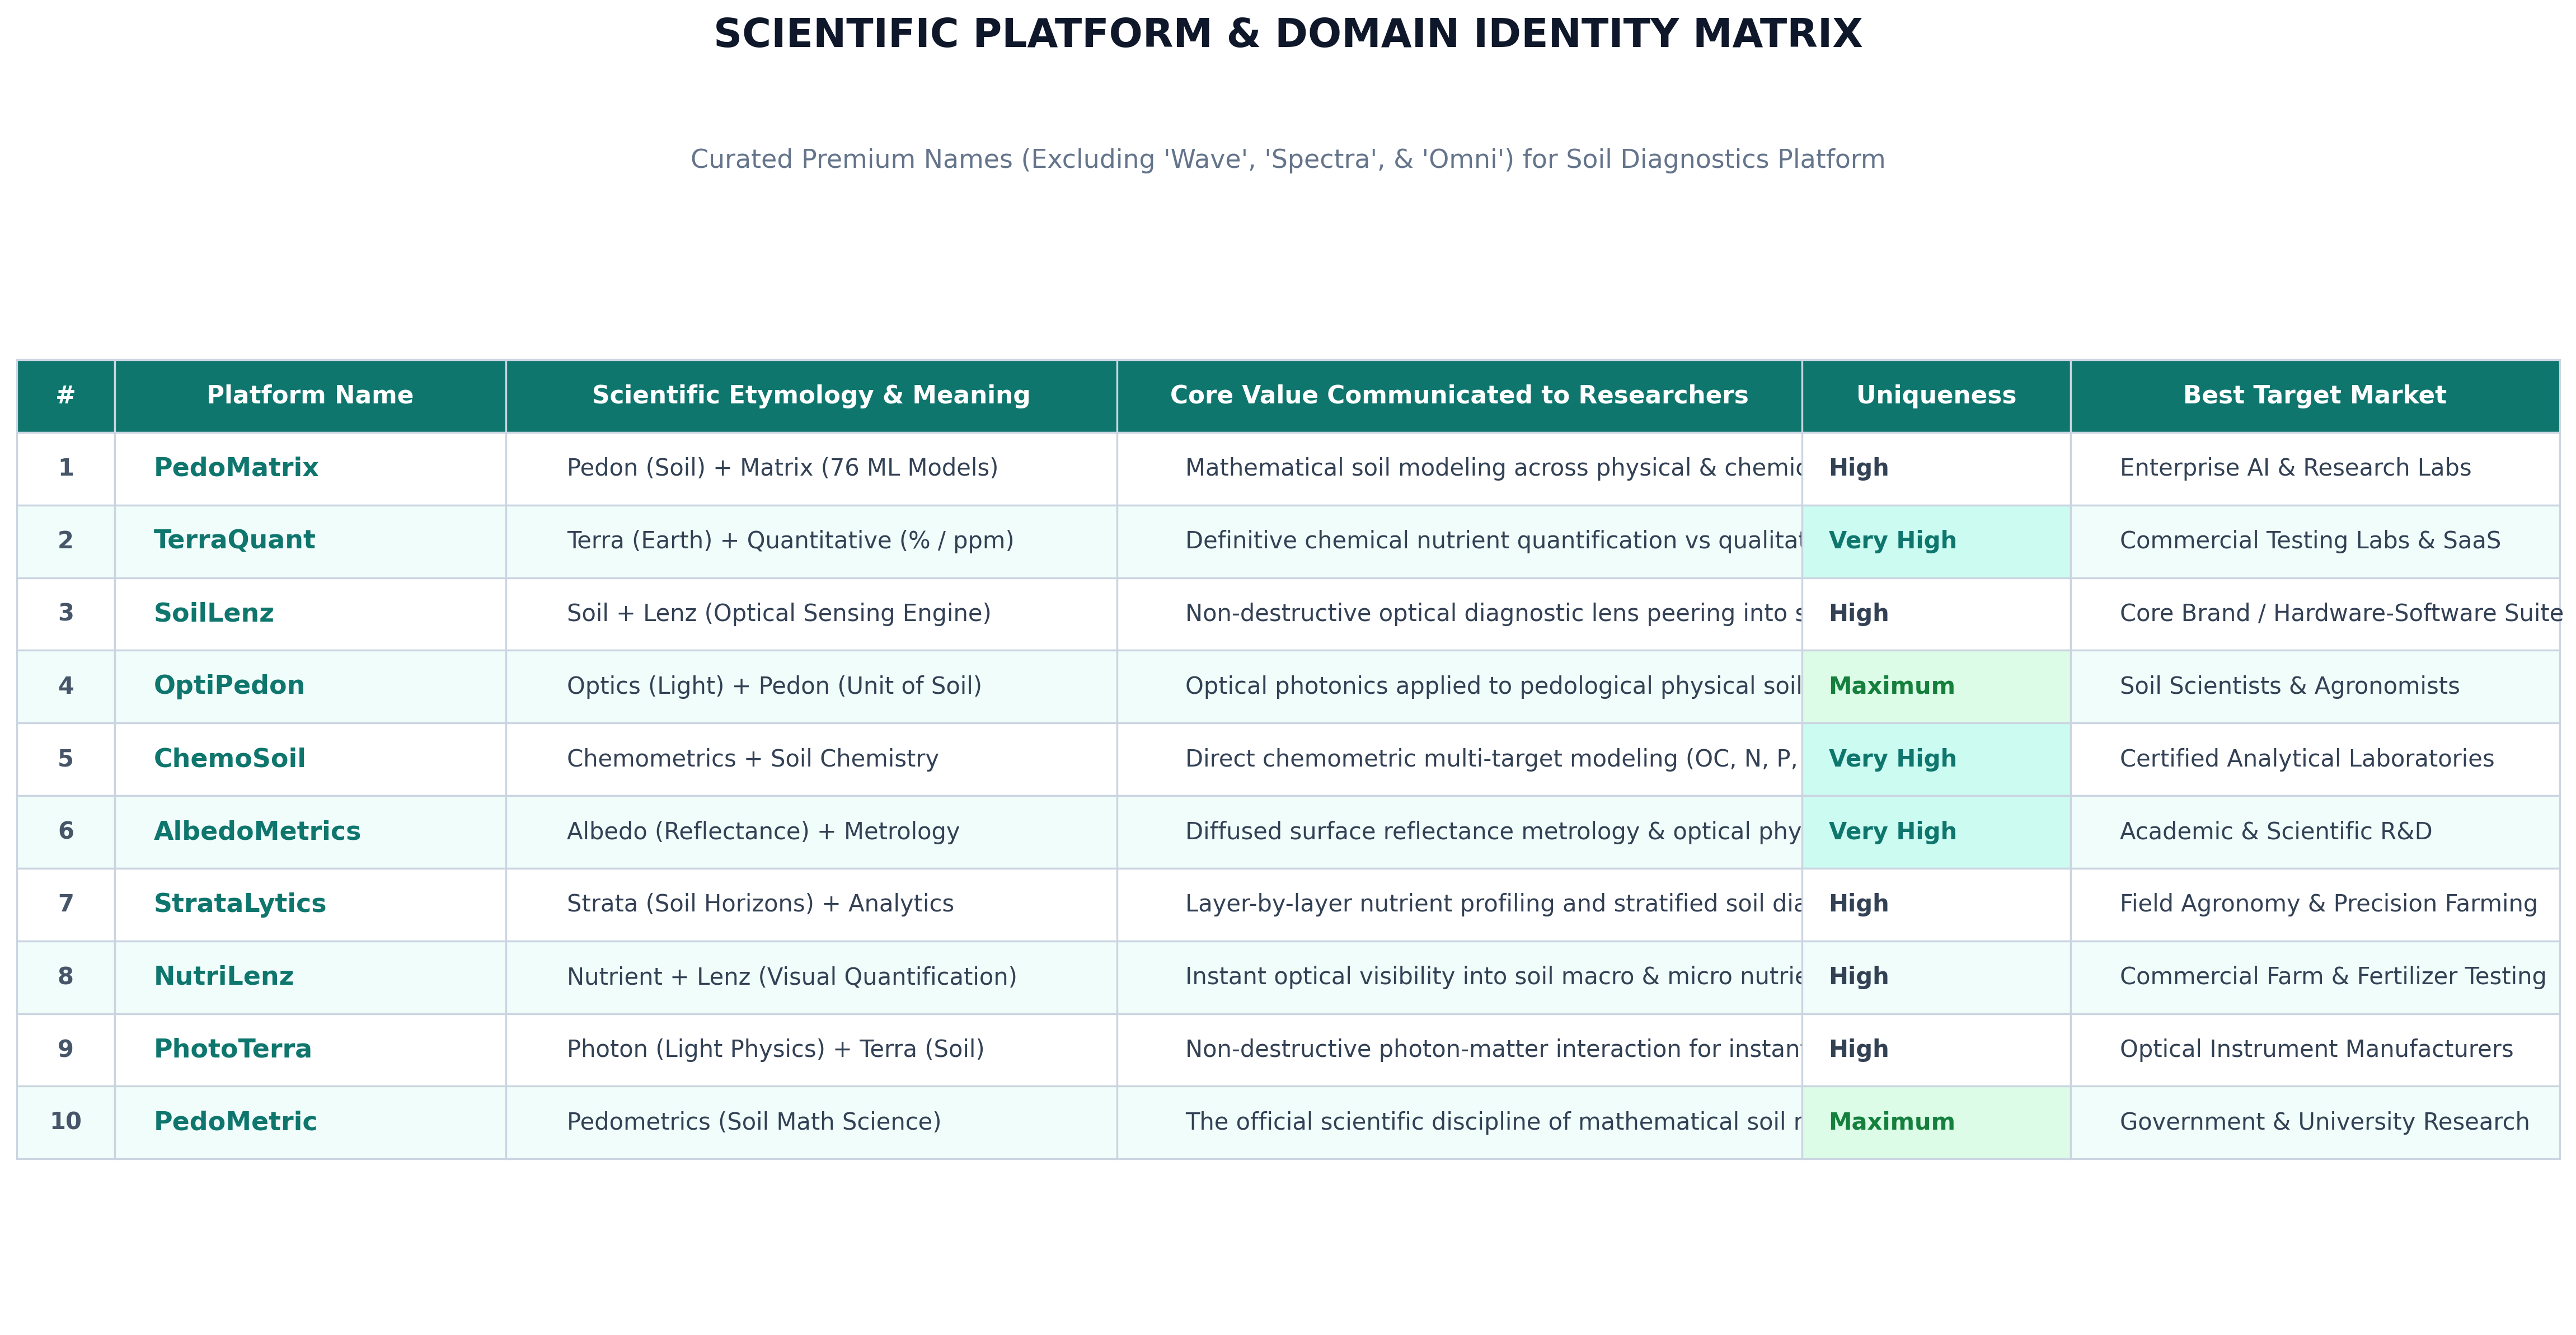 SCIENTIFIC PLATFORM & DOMAIN IDENTITY MATRIX
Curated Premium Names (Excluding 'Wave', 'Spectra', & 'Omni') for Soil Diagnostics Platform
# Platform Name Scientific Etymology & Meaning Core Value Communicated to Researchers Uniqueness Best Target Market
1 PedoMatrix Pedon (Soil) + Matrix (76 ML Models) Mathematical soil modeling across physical & chemic High Enterprise AI & Research Labs
2 TerraQuant Terra (Earth) + Quantitative (% / ppm) Definitive chemical nutrient quantification vs qualitat Very High Commercial Testing Labs & SaaS
3 SoilLenz Soil + Lenz (Optical Sensing Engine) Non-destructive optical diagnostic lens peering into s High Core Brand / Hardware-Software Suite
4 OptiPedon Optics (Light) + Pedon (Unit of Soil) Optical photonics applied to pedological physical soil Maximum Soil Scientists & Agronomists
5 ChemoSoil Chemometrics + Soil Chemistry Direct chemometric multi-target modeling (OC, N, P, Very High Certified Analytical Laboratories
6 AlbedoMetrics Albedo (Reflectance) + Metrology Diffused surface reflectance metrology & optical phy Very High Academic & Scientific R&D
7 StrataLytics Strata (Soil Horizons) + Analytics Layer-by-layer nutrient profiling and stratified soil dia High Field Agronomy & Precision Farming
8 NutriLenz Nutrient + Lenz (Visual Quantification) Instant optical visibility into soil macro & micro nutrie High Commercial Farm & Fertilizer Testing
9 PhotoTerra Photon (Light Physics) + Terra (Soil) Non-destructive photon-matter interaction for instant High Optical Instrument Manufacturers
10 PedoMetric Pedometrics (Soil Math Science) The official scientific discipline of mathematical soil Maximum Government & University Research